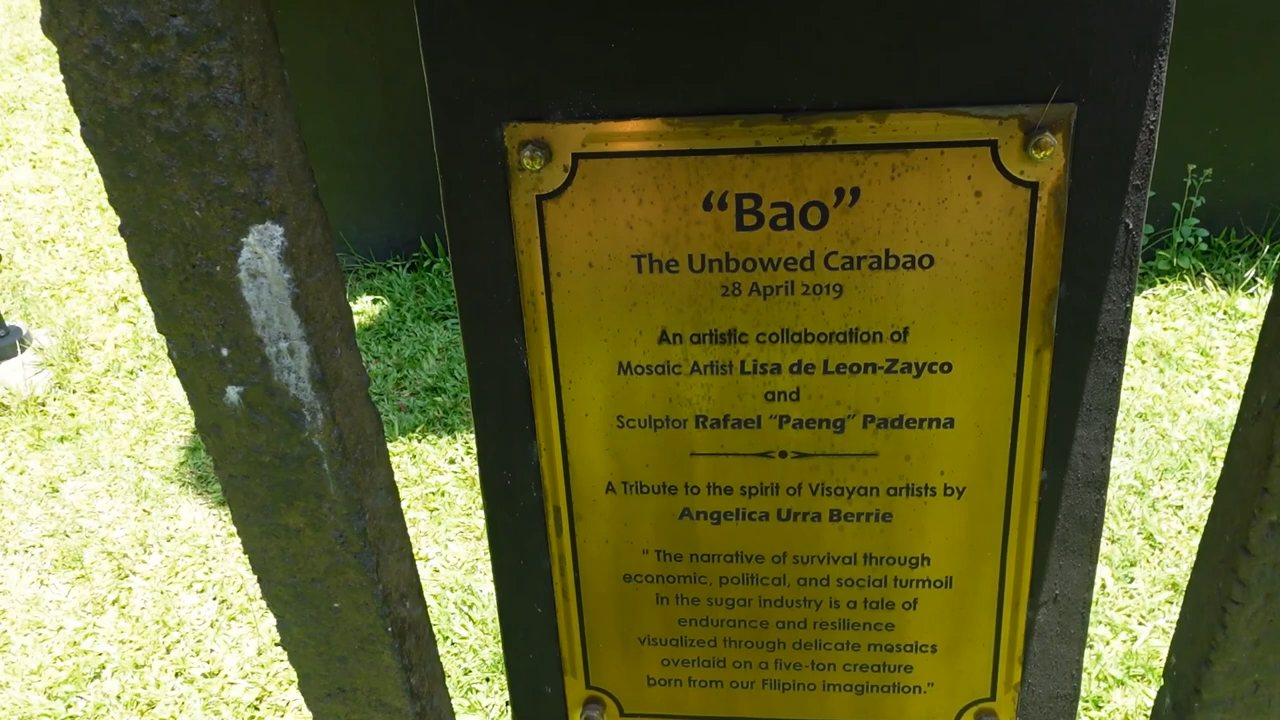 “Bao”
The Unbowed Carabao
28 April 2019
An artistic collaboration of
Mosaic Artist Lisa de Leon-Zayco
and
Sculptor Rafael “Paeng” Paderna
A Tribute to the spirit of Visayan artists by
Angelica Urra Berrie
" The narrative of survival through
economic, political, and social turmoil
in the sugar industry is a tale of
endurance and resilience
visualized through delicate mosaics
overlaid on a five-ton creature
born from our Filipino imagination.”